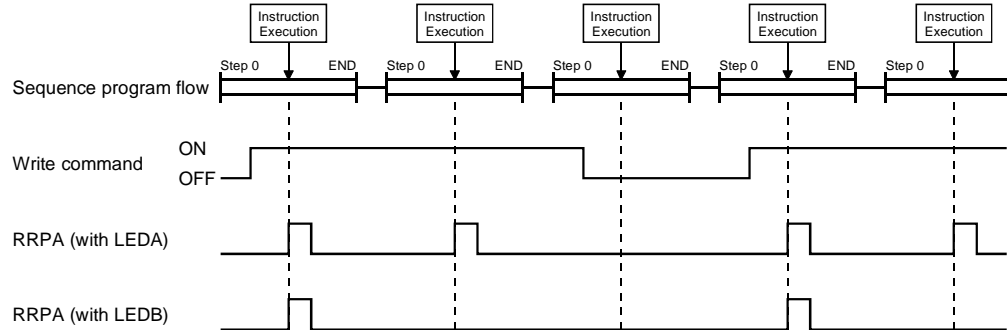 Instruction
Execution
Instruction
Execution
Instruction
Execution
Instruction
Execution
Instruction
Execution
Step 0 END Step 0 END Step 0 END Step 0 END Step 0
Sequence program flow
ON
Write command
OFF
RRPA (with LEDA)
RRPA (with LEDB)